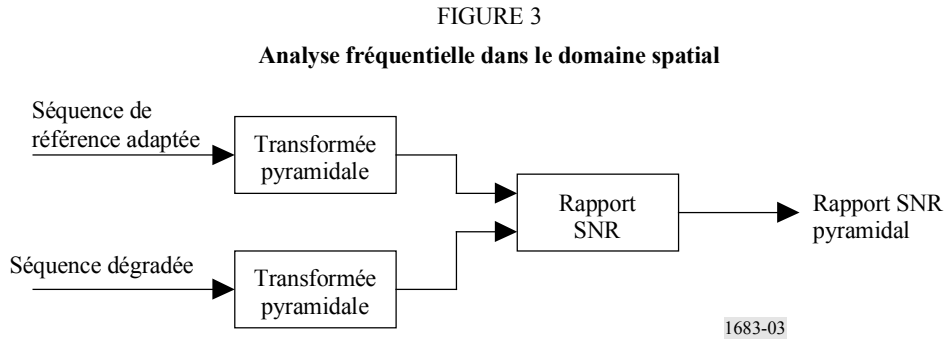 FIGURE 3
Analyse fréquentielle dans le domaine spatial
Séquence de
référence adaptée
Transformée
pyramidale
Rapport
SNR
Rapport SNR
pyramidal
Séquence dégradée
Transformée
pyramidale
1683-03